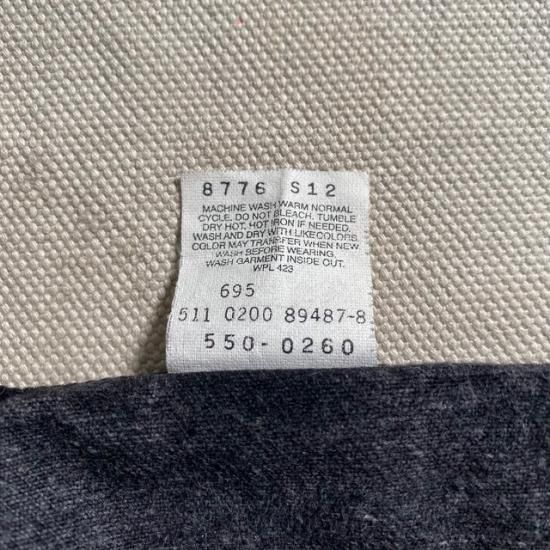 8776 S12
MACHINE WASH WARM NORMAL
CYCLE. DO NOT BLEACH. TUMBLE
DRY HOT, HOT IRON IF NEEDED.
WASH AND DRY WITH LIKE COLORS.
COLOR MAY TRANSFER WHEN NEW.
WASH BEFORE WEARING.
WASH GARMENT INSIDE OUT.
WPL 423
695
511 0200 89487-8
550-0260